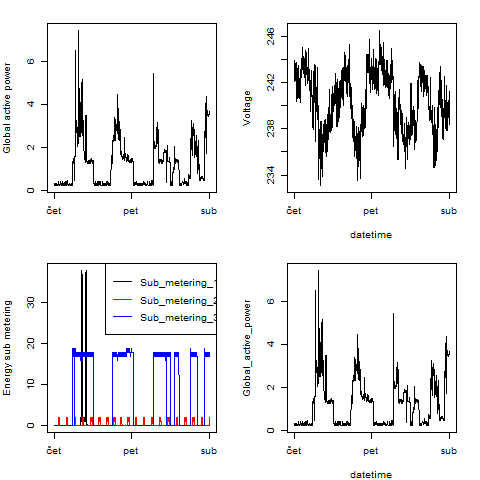 Global active power
0 2 4 6
čet pet sub
Voltage
234 238 242 246
čet pet sub
datetime
Energy sub metering
0 10 20 30
Sub_metering_1
Sub_metering_2
Sub_metering_3
čet pet sub
Global_active_power
0 2 4 6
čet pet sub
datetime